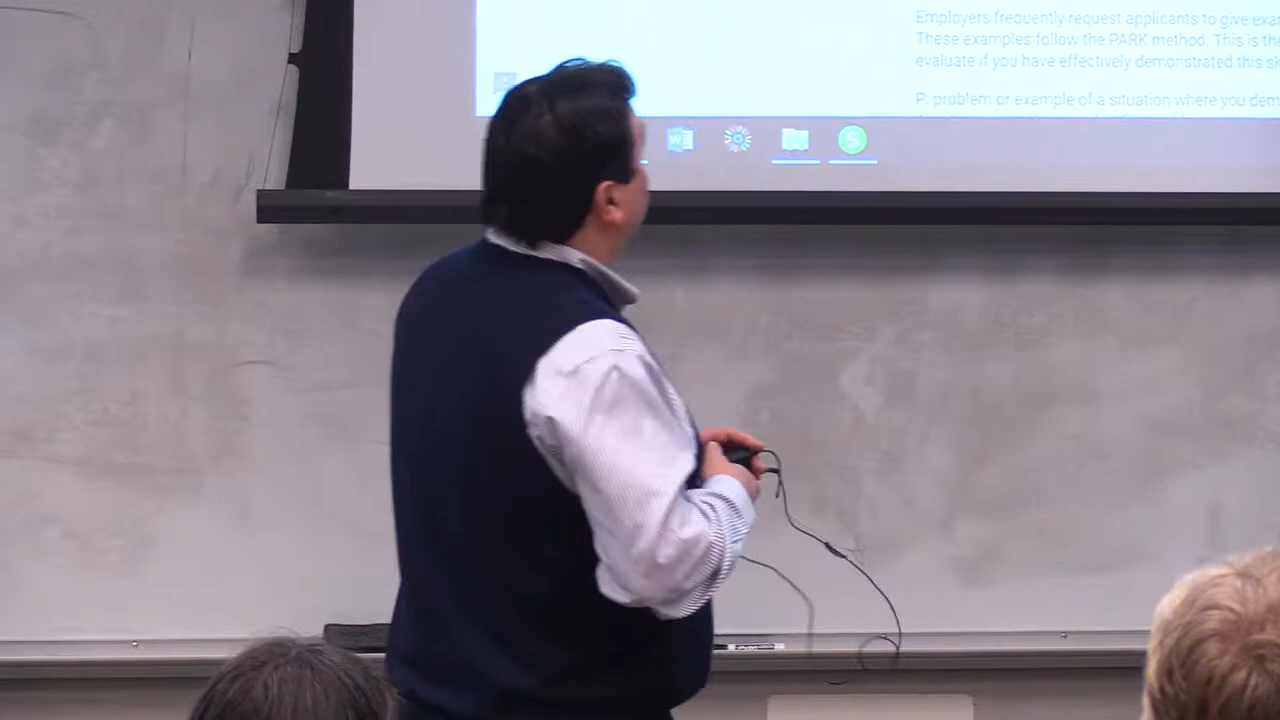 Employers frequently request applicants to give exa
These examples follow the PARK method. This is the
evaluate if you have effectively demonstrated this sk
P: problem or example of a situation where you dem
W
S